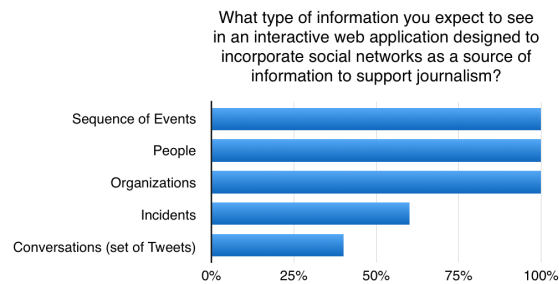 What type of information you expect to see
in an interactive web application designed to
incorporate social networks as a source of
information to support journalism?
Sequence of Events
People
Organizations
Incidents
Conversations (set of Tweets)
0% 25% 50% 75% 100%